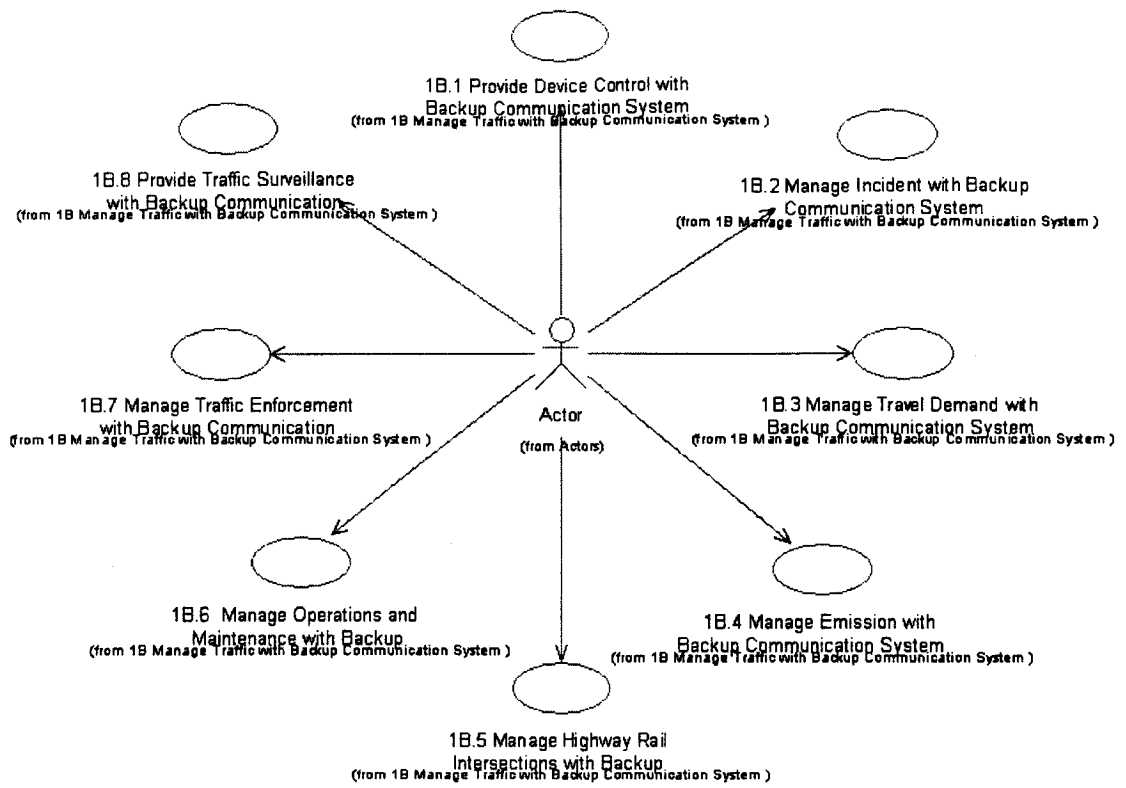 1B.1 Provide Device Control with
Backup Communication System
(from 1B Manage Traffic with Backup Communication System )
1B.8 Provide Traffic Surveillance
with Backup Communication
(from 1B Manage Traffic with Backup Communication System )
1B.2 Manage Incident with Backup
Communication System
(from 1B Manage Traffic with Backup Communication System )
1B.7 Manage Traffic Enforcement
with Backup Communication
(from 1B Manage Traffic with Backup Communication System )
Actor
(from Actors)
1B.3 Manage Travel Demand with
Backup Communication System
(from 1B Manage Traffic with Backup Communication System )
1B.6 Manage Operations and
Maintenance with Backup
(from 1B Manage Traffic with Backup Communication System )
1B.4 Manage Emission with
Backup Communication System
(from 1B Manage Traffic with Backup Communication System )
1B.5 Manage Highway Rail
Intersections with Backup
(from 1B Manage Traffic with Backup Communication System )